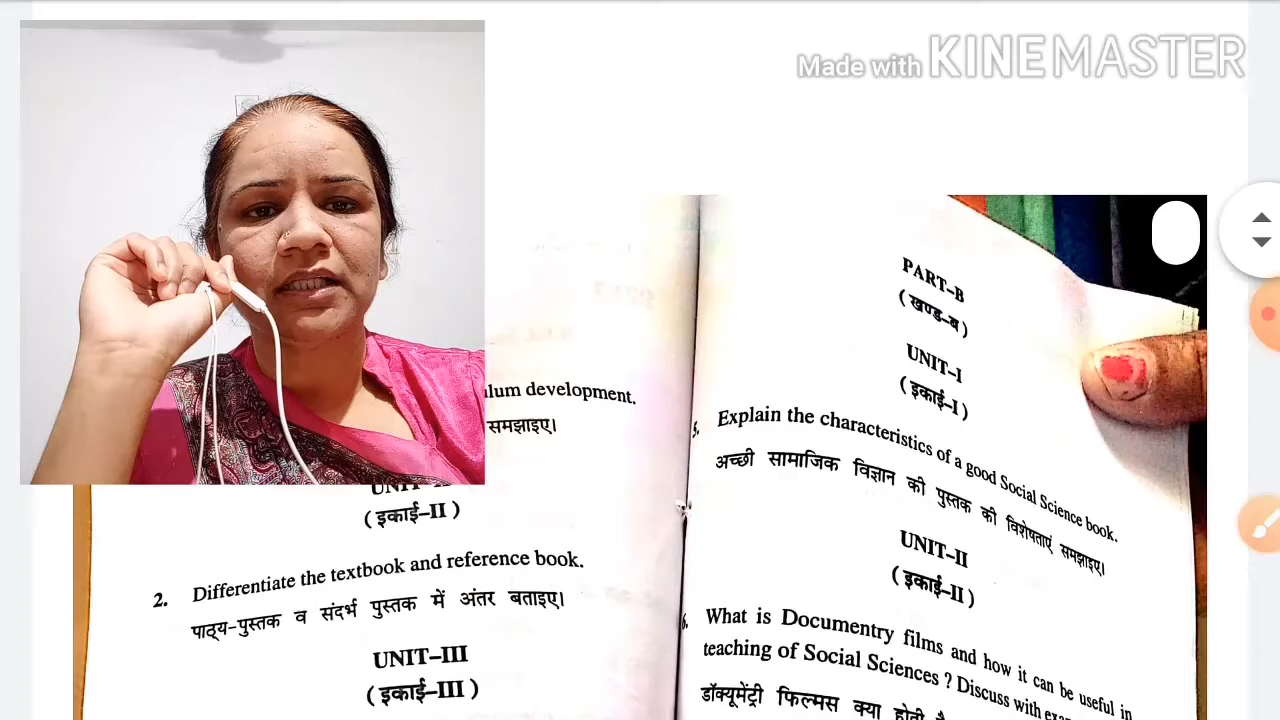 Made with KINEMASTER
lum development.
समझाइए।
(इकाई–II)
2. Differentiate the textbook and reference book.
पाठ्य-पुस्तक व संदर्भ पुस्तक में अंतर बताइए।
UNIT–III
(इकाई–III)
PART–B
(खण्ड–ब)
UNIT–I
(इकाई–I)
5. Explain the characteristics of a good Social Science book.
अच्छी सामाजिक विज्ञान की पुस्तक की विशेषताएं समझाइए।
UNIT–II
(इकाई–II)
6. What is Documentry films and how it can be useful in
teaching of Social Sciences ? Discuss with
डॉक्यूमेंट्री फिल्मस क्या होती